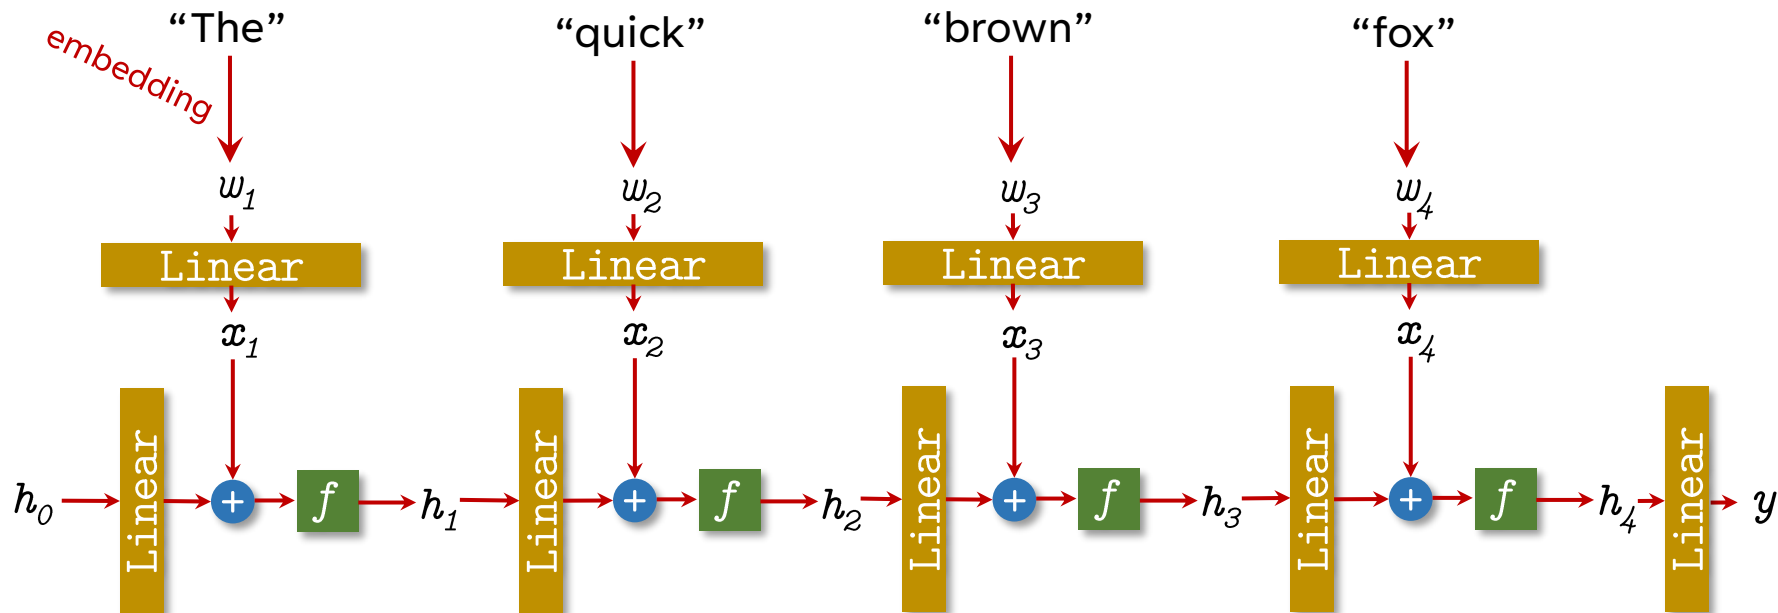 “The” “quick” “brown” “fox”
embedding
w1 w2 w3 w4
Linear Linear Linear Linear
x1 x2 x3 x4
h0 Linear + f h1 Linear + f h2 Linear + f h3 Linear + f h4 Linear y